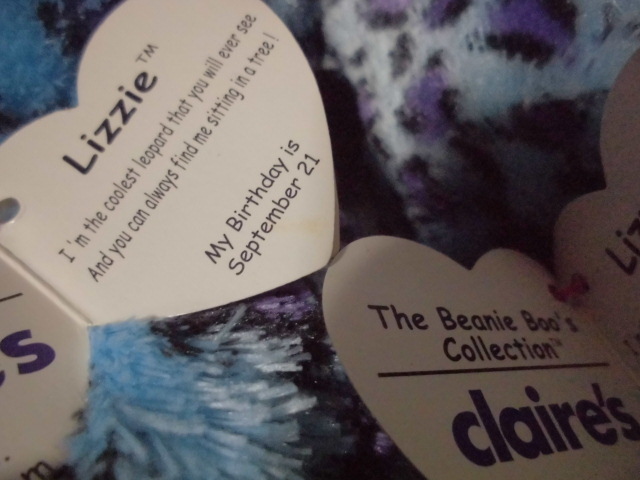 Lizzie™
I'm the coolest leopard that you will ever see
And you can always find me sitting in a tree!
My Birthday is
September 21
The Beanie Boo's
Collection™
claire's
Liz
s
m